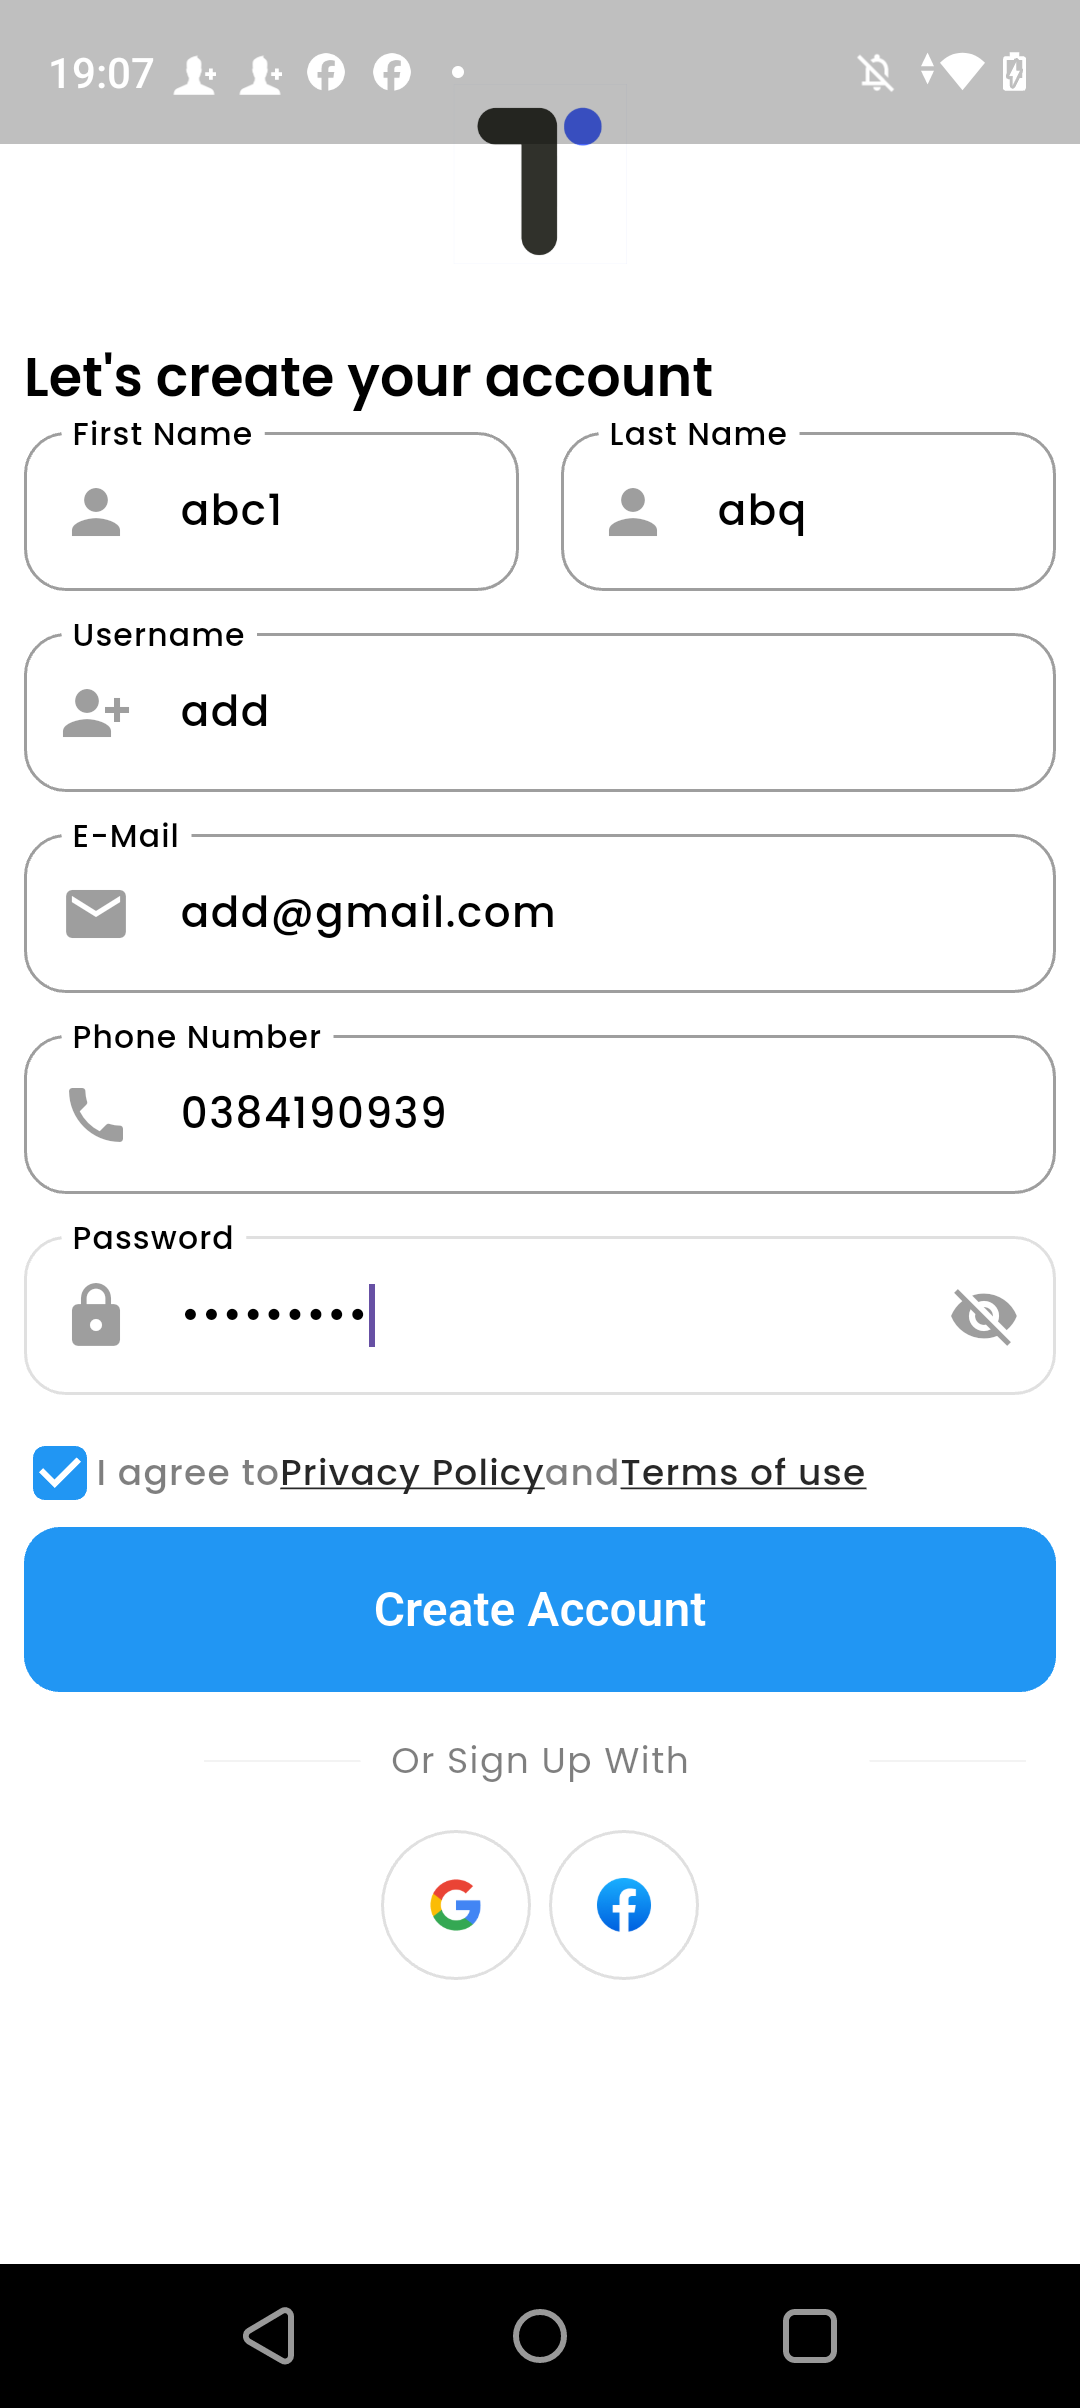 19:07
Let's create your account
First Name
Last Name
abc1
abq
Username
add
E-Mail
add@gmail.com
Phone Number
0384190939
Password
•••••••••
I agree toPrivacy PolicyandTerms of use
Create Account
Or Sign Up With